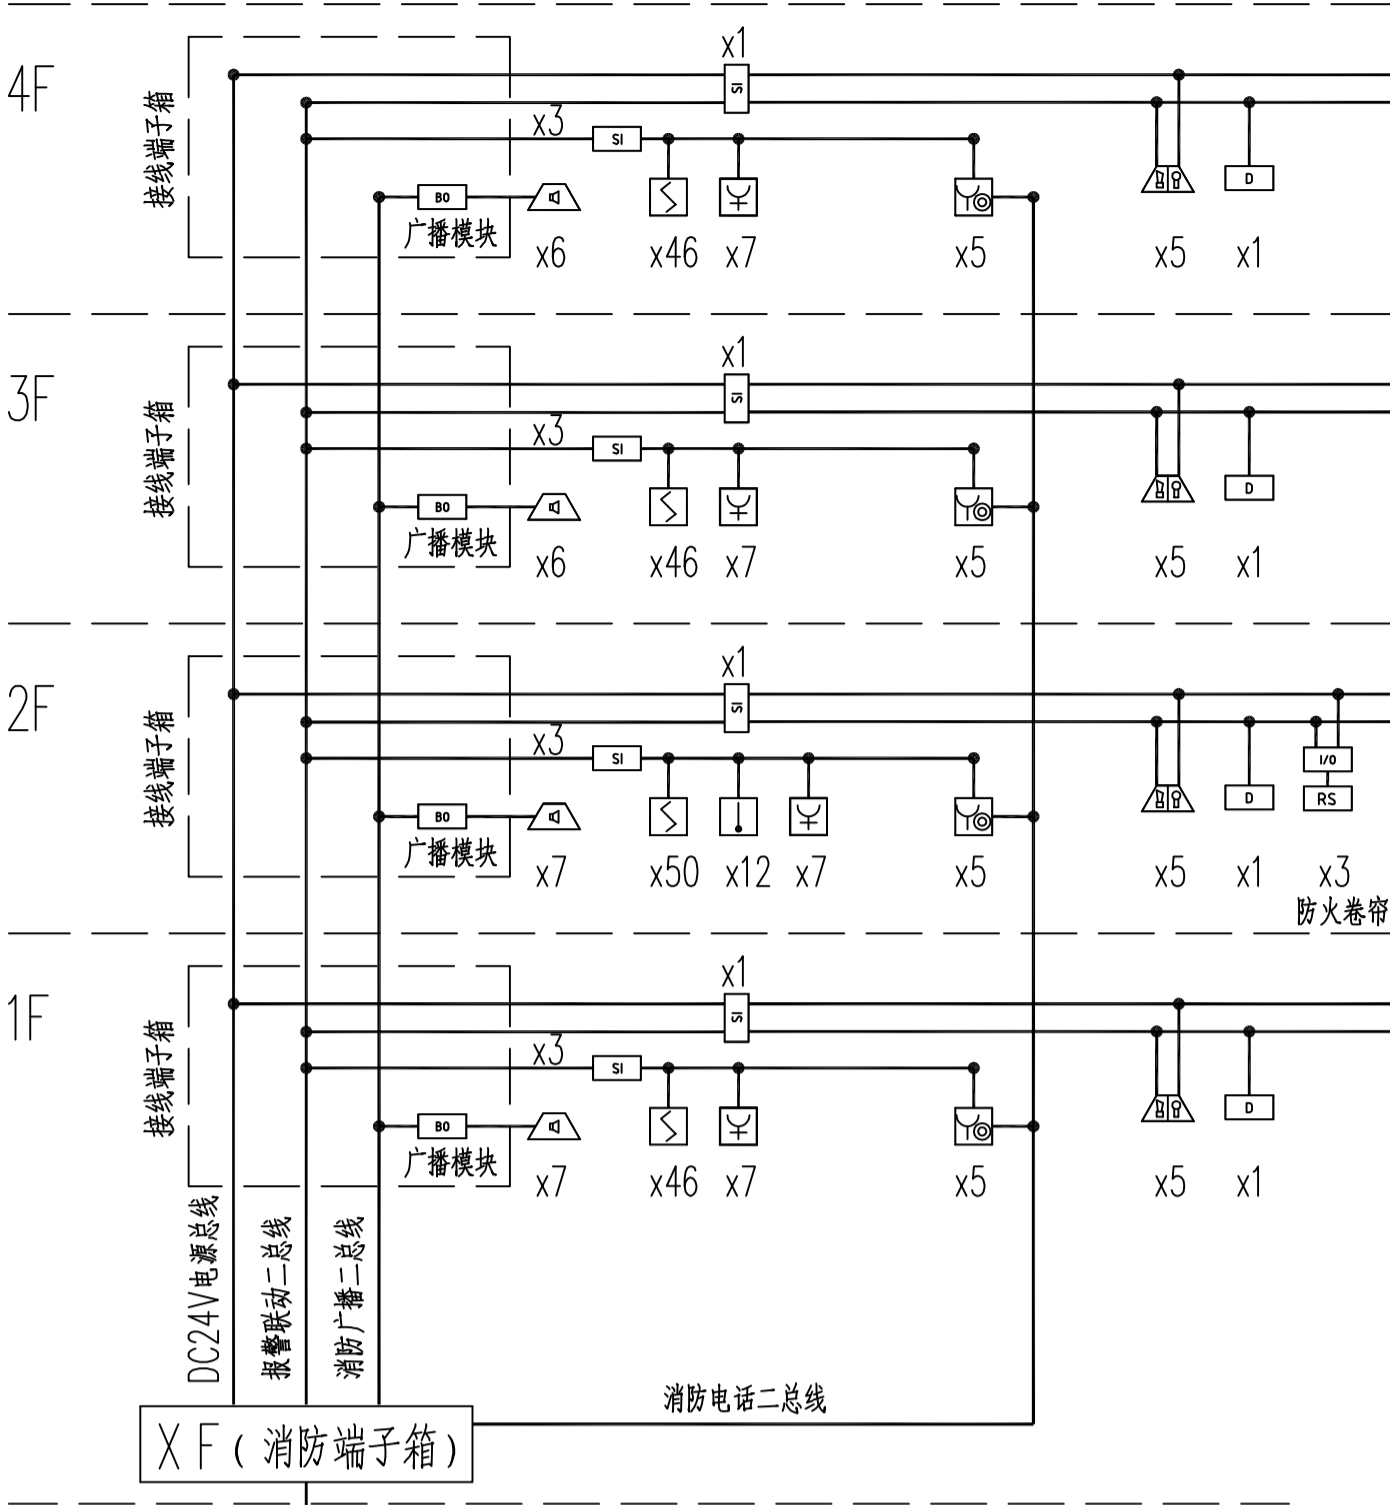 4F
接线端子箱
x1
SI
x3
SI
BO
广播模块
x6
x46
x7
x5
x5
D
x1
3F
接线端子箱
x1
SI
x3
SI
BO
广播模块
x6
x46
x7
x5
x5
D
x1
2F
接线端子箱
x1
SI
x3
SI
BO
广播模块
x7
x50
x12
x7
x5
x5
D
x1
I/O
RS
x3
防火卷帘
1F
接线端子箱
x1
SI
x3
SI
BO
广播模块
x7
x46
x7
x5
x5
D
x1
DC24V电源总线
报警联动二总线
消防广播二总线
消防电话二总线
XF(消防端子箱)